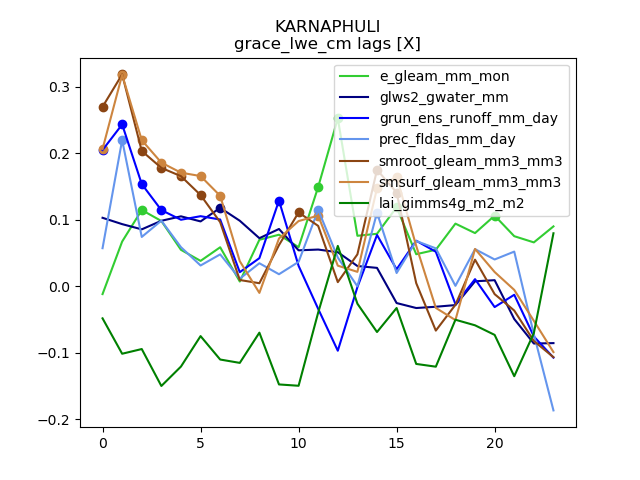 KARNAPHULI
grace_lwe_cm lags [X]
e_gleam_mm_mon
glws2_gwater_mm
grun_ens_runoff_mm_day
prec_fldas_mm_day
smroot_gleam_mm3_mm3
smsurf_gleam_mm3_mm3
lai_gimms4g_m2_m2
0.3
0.2
0.1
0.0
−0.1
−0.2
0
5
10
15
20